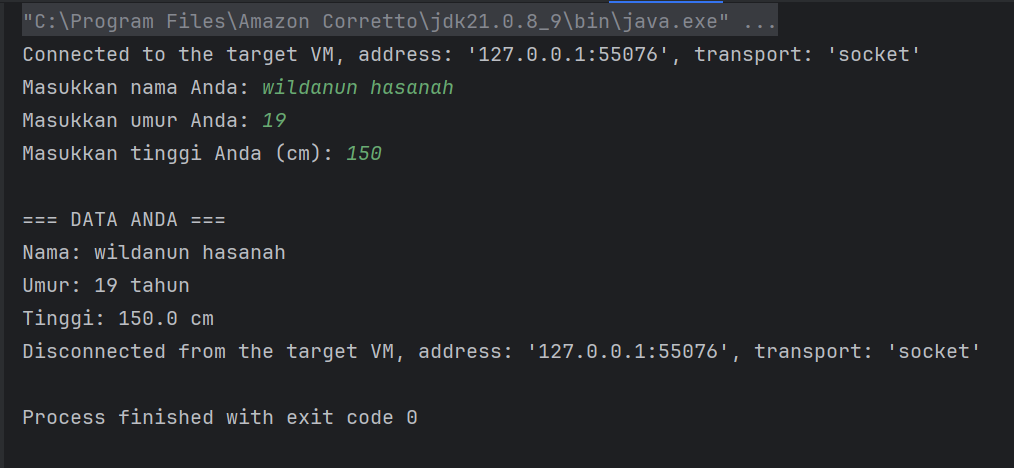 "C:\Program Files\Amazon Corretto\jdk21.0.8_9\bin\java.exe" ...
Connected to the target VM, address: '127.0.0.1:55076', transport: 'socket'
Masukkan nama Anda: wildanun hasanah
Masukkan umur Anda: 19
Masukkan tinggi Anda (cm): 150
=== DATA ANDA ===
Nama: wildanun hasanah
Umur: 19 tahun
Tinggi: 150.0 cm
Disconnected from the target VM, address: '127.0.0.1:55076', transport: 'socket'
Process finished with exit code 0